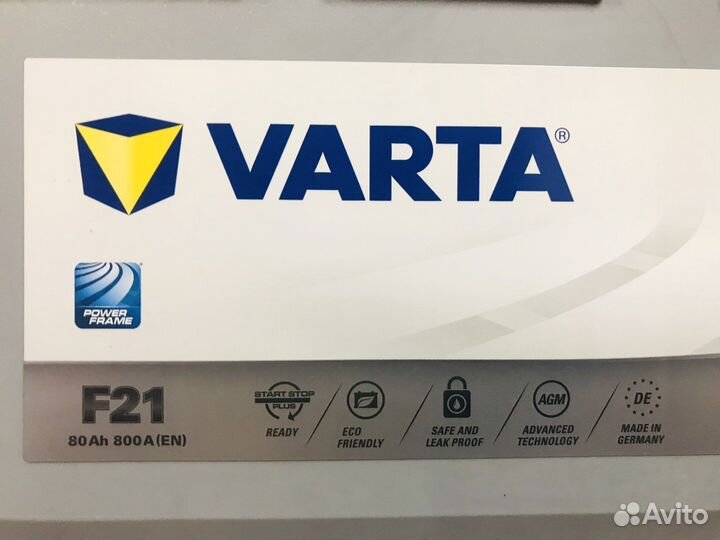 VARTA®
POWER
FRAME
F21
80Ah 800A(EN)
START STOP
PLUS
READY
ECO
FRIENDLY
SAFE AND
LEAK PROOF
AGM
ADVANCED
TECHNOLOGY
DE
MADE IN
GERMANY
Avito